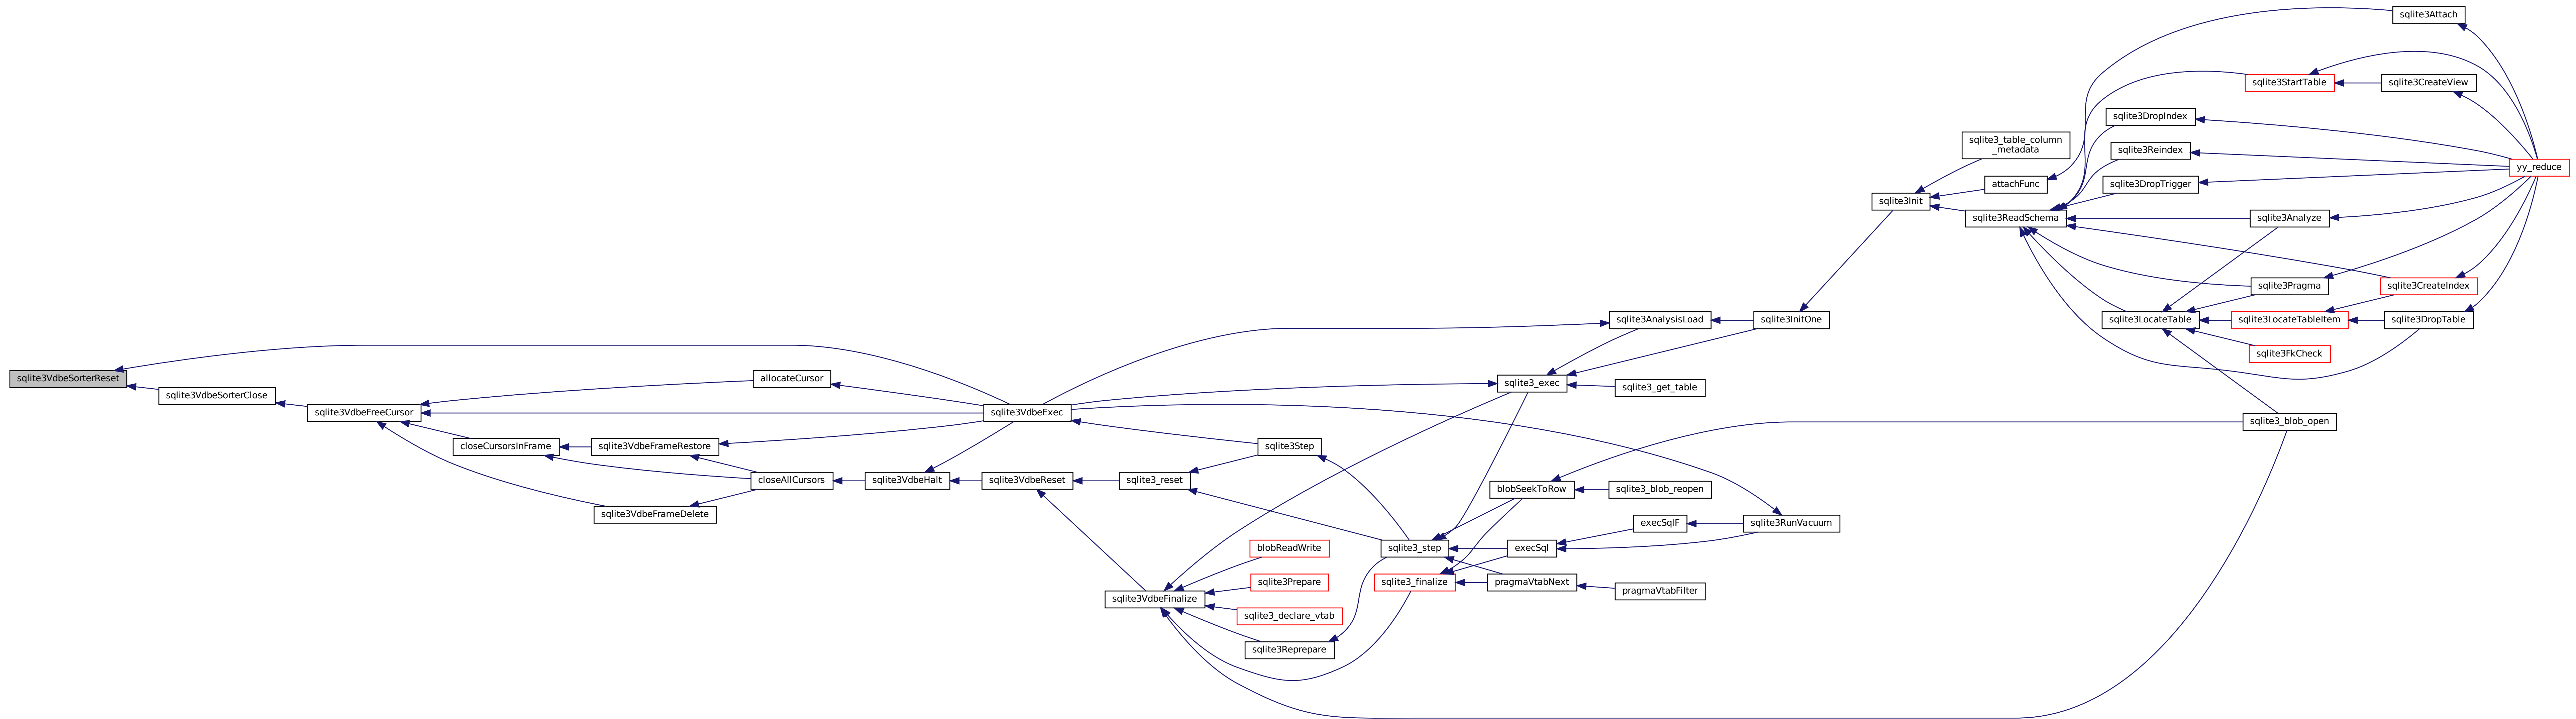 sqlite3Attach
sqlite3StartTable
sqlite3CreateView
sqlite3DropIndex
sqlite3_table_column
_metadata
sqlite3Reindex
yy_reduce
attachFunc
sqlite3DropTrigger
sqlite3Init
sqlite3ReadSchema
sqlite3Analyze
sqlite3Pragma
sqlite3CreateIndex
sqlite3AnalysisLoad
sqlite3InitOne
sqlite3LocateTable
sqlite3LocateTableItem
sqlite3DropTable
sqlite3FkCheck
sqlite3VdbeSorterReset
allocateCursor
sqlite3_exec
sqlite3_get_table
sqlite3VdbeSorterClose
sqlite3VdbeFreeCursor
sqlite3VdbeExec
sqlite3_blob_open
closeCursorsInFrame
sqlite3VdbeFrameRestore
sqlite3Step
closeAllCursors
sqlite3VdbeHalt
sqlite3VdbeReset
sqlite3_reset
blobSeekToRow
sqlite3_blob_reopen
sqlite3VdbeFrameDelete
execSqlF
sqlite3RunVacuum
blobReadWrite
sqlite3_step
execSql
sqlite3Prepare
sqlite3_finalize
pragmaVtabNext
pragmaVtabFilter
sqlite3VdbeFinalize
sqlite3_declare_vtab
sqlite3Reprepare